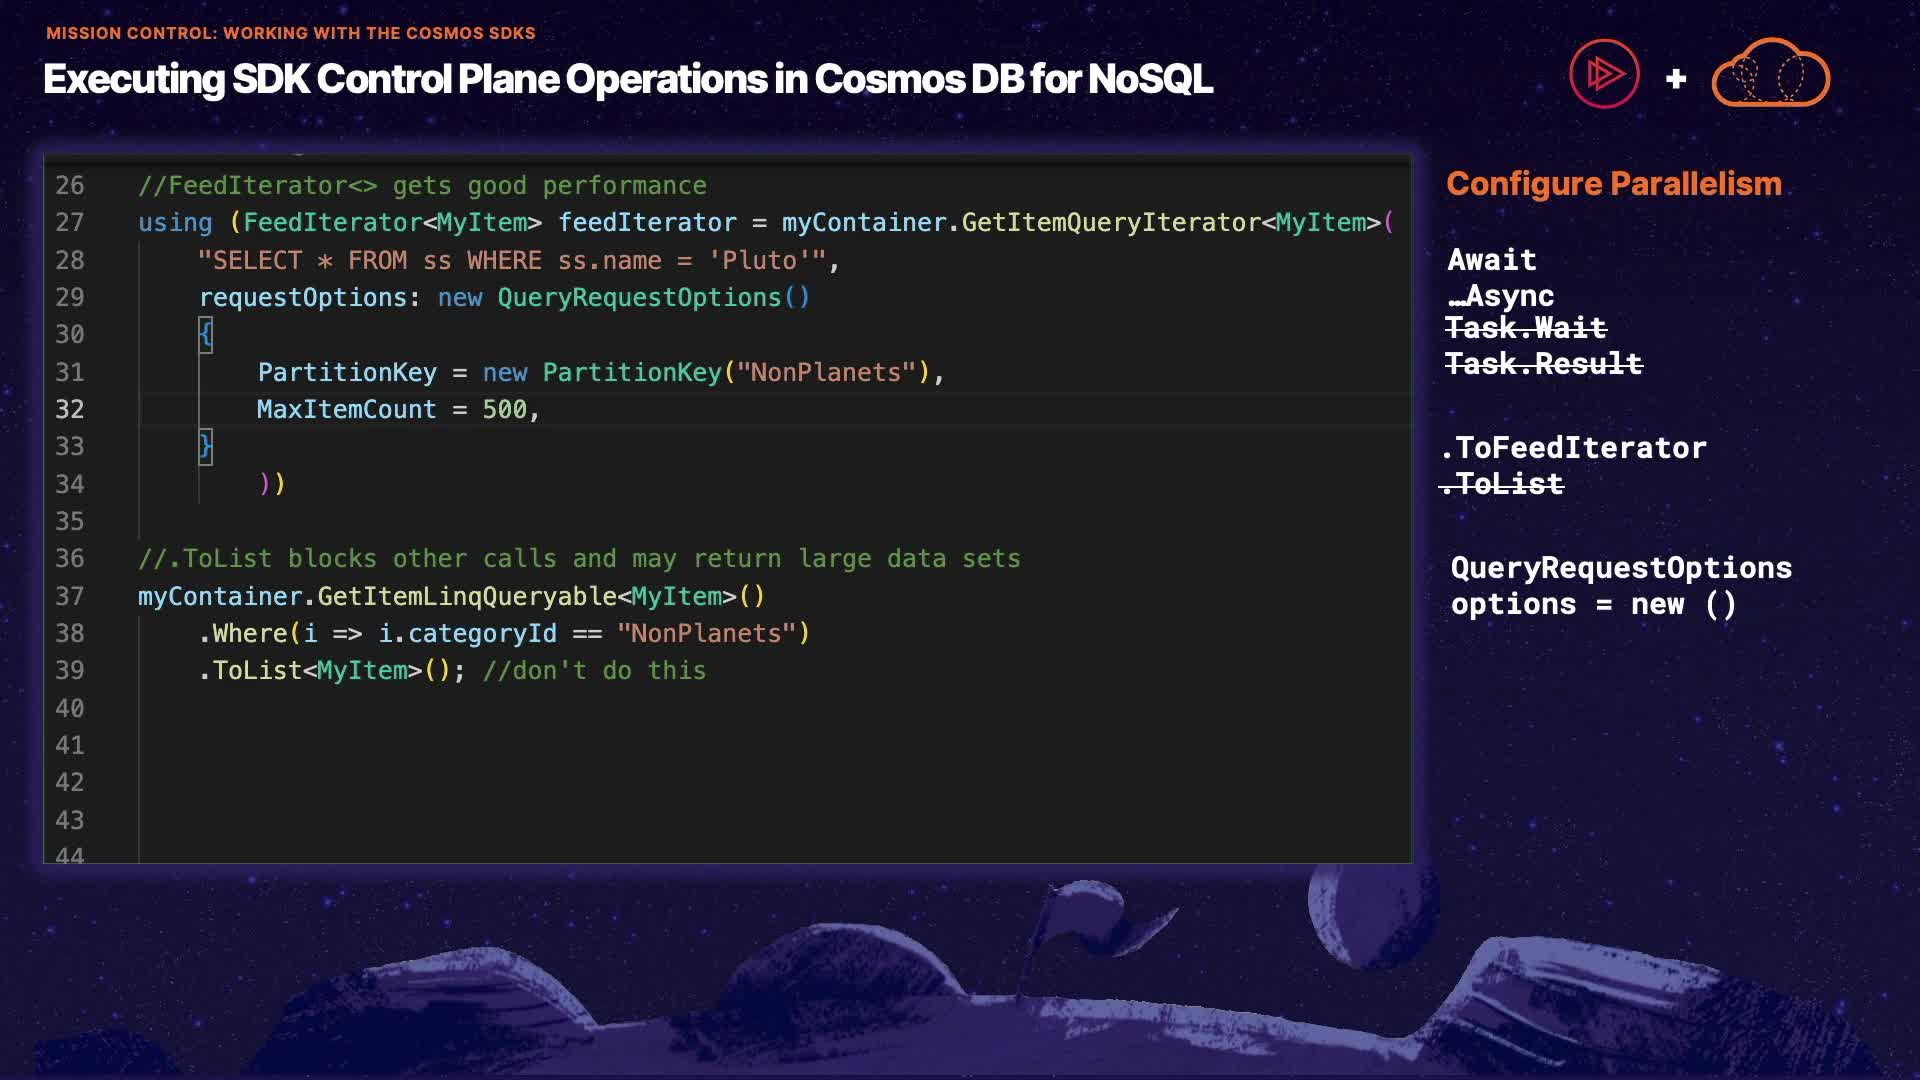 MISSION CONTROL: WORKING WITH THE COSMOS SDKS
Executing SDK Control Plane Operations in Cosmos DB for NoSQL
+
26 //FeedIterator<> gets good performance
27 using (FeedIterator<MyItem> feedIterator = myContainer.GetItemQueryIterator<MyItem>(
28 "SELECT * FROM ss WHERE ss.name = 'Pluto'",
29 requestOptions: new QueryRequestOptions()
30 {
31 PartitionKey = new PartitionKey("NonPlanets"),
32 MaxItemCount = 500,
33 }
34 ))
35
36 //.ToList blocks other calls and may return large data sets
37 myContainer.GetItemLinqQueryable<MyItem>()
38 .Where(i => i.categoryId == "NonPlanets")
39 .ToList<MyItem>(); //don't do this
40
41
42
43
44
Configure Parallelism
Await
…Async
Task.Wait
Task.Result
.ToFeedIterator
.ToList
QueryRequestOptions
options = new ()